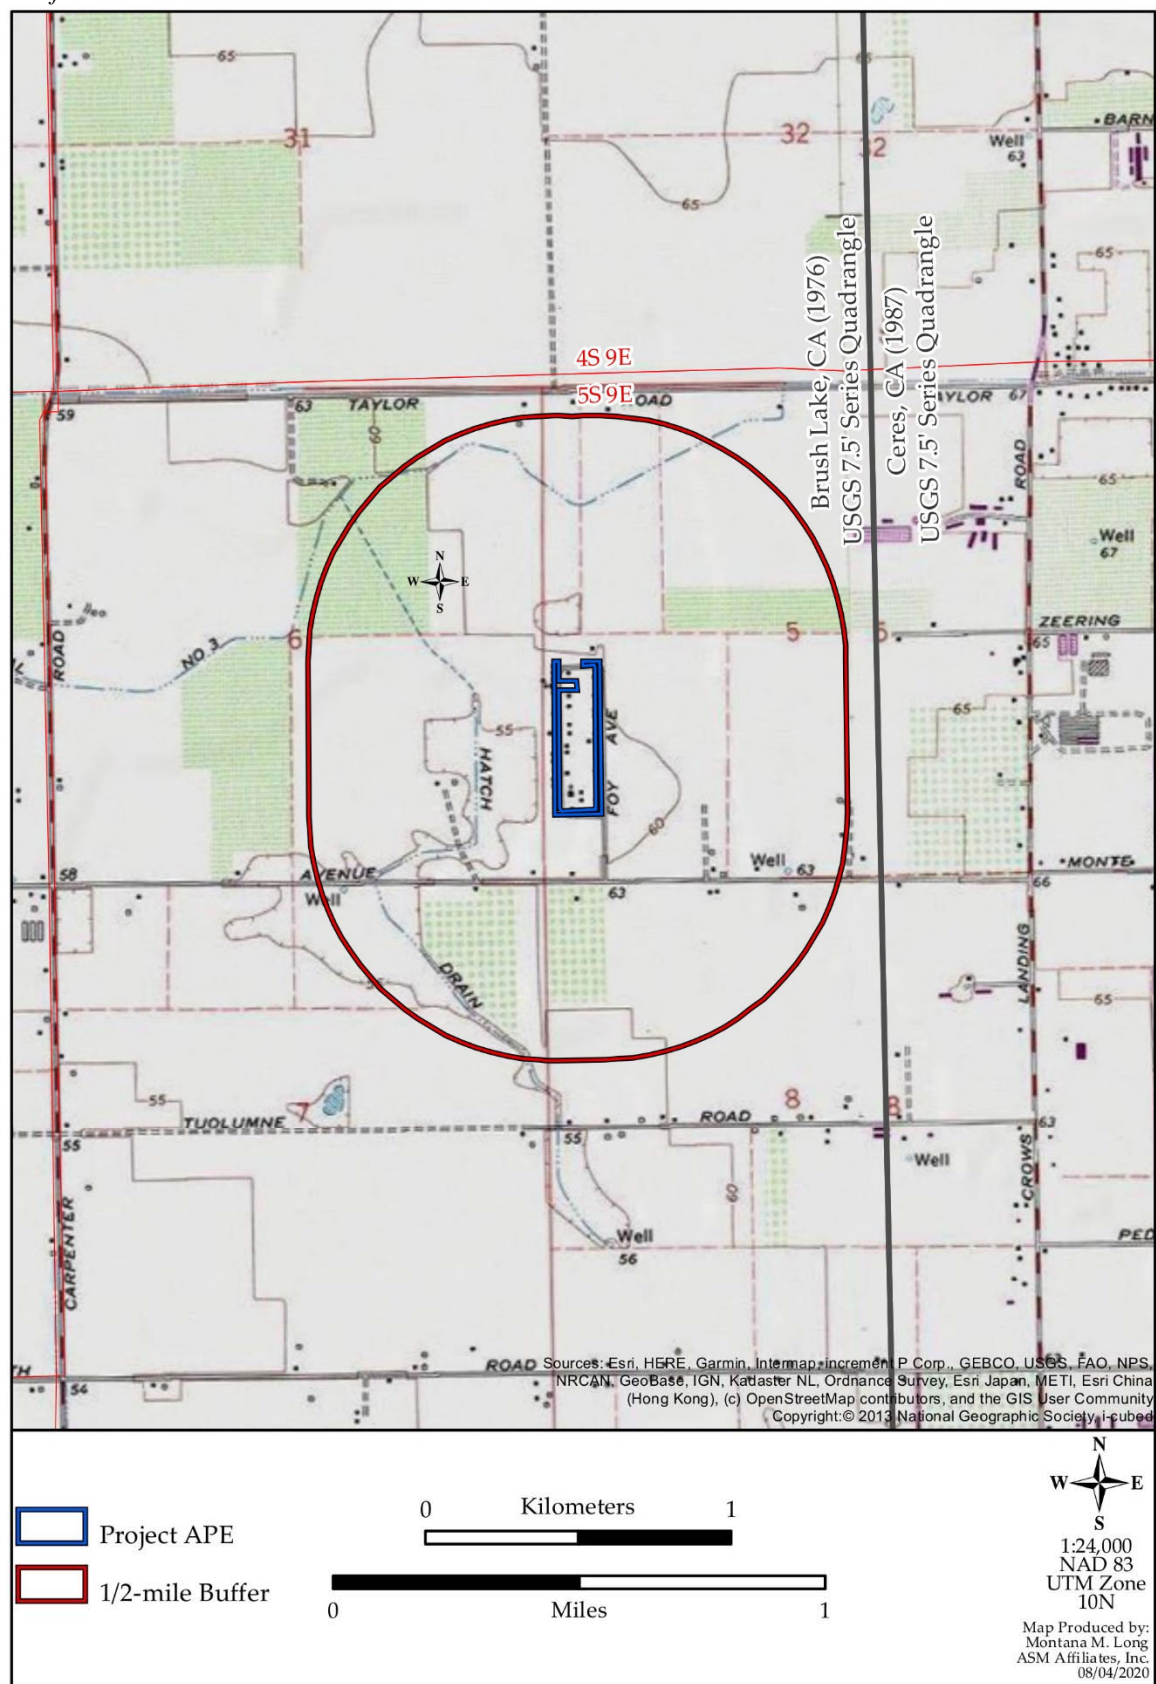 65
65
BARN
31
32
32
Well
63
65
65
Brush Lake, CA (1976)
USGS 7.5' Series Quadrangle
Ceres, CA (1987)
USGS 7.5' Series Quadrangle
4S 9E
5S 9E
59
63
TAYLOR
ROAD
AYLOR
67
60
ROAD
65
Well
67
N
W
E
S
ZEERING
65
6
5
5
NO 3
ROAD
65
55
HATCH
FOY AVE
60
58
AVENUE
Well
63
MONTE
66
Well
63
DRAIN
LANDING
65
55
7
8
8
TUOLUMNE
ROAD
63
55
55
Well
60
CROWS
CARPENTER
Well
56
PED
TH
ROAD
54
Sources: Esri, HERE, Garmin, Intermap, increment P Corp., GEBCO, USGS, FAO, NPS,
NRCAN, GeoBase, IGN, Kadaster NL, Ordnance Survey, Esri Japan, METI, Esri China
(Hong Kong), (c) OpenStreetMap contributors, and the GIS User Community
Copyright:© 2013 National Geographic Society, i-cubed
Project APE
1/2-mile Buffer
0 Kilometers 1
0 Miles 1
N
W E
S
1:24,000
NAD 83
UTM Zone
10N
Map Produced by:
Montana M. Long
ASM Affiliates, Inc.
08/04/2020